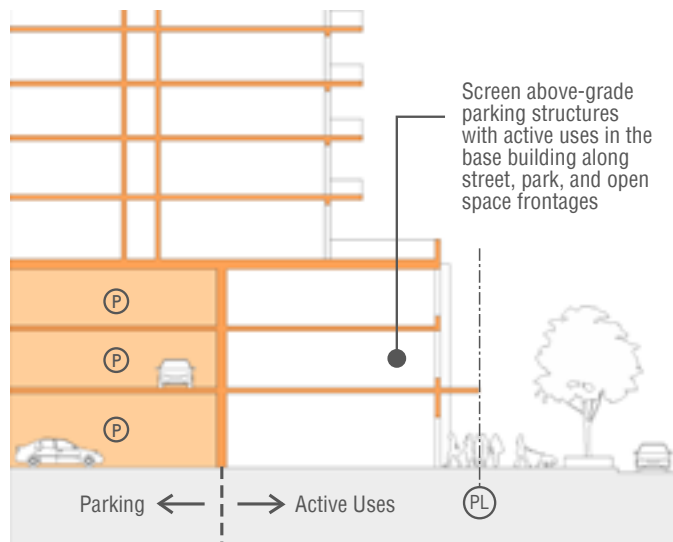 Screen above-grade
parking structures
with active uses in the
base building along
street, park, and open
space frontages
P
P
P
Parking
Active Uses
PL